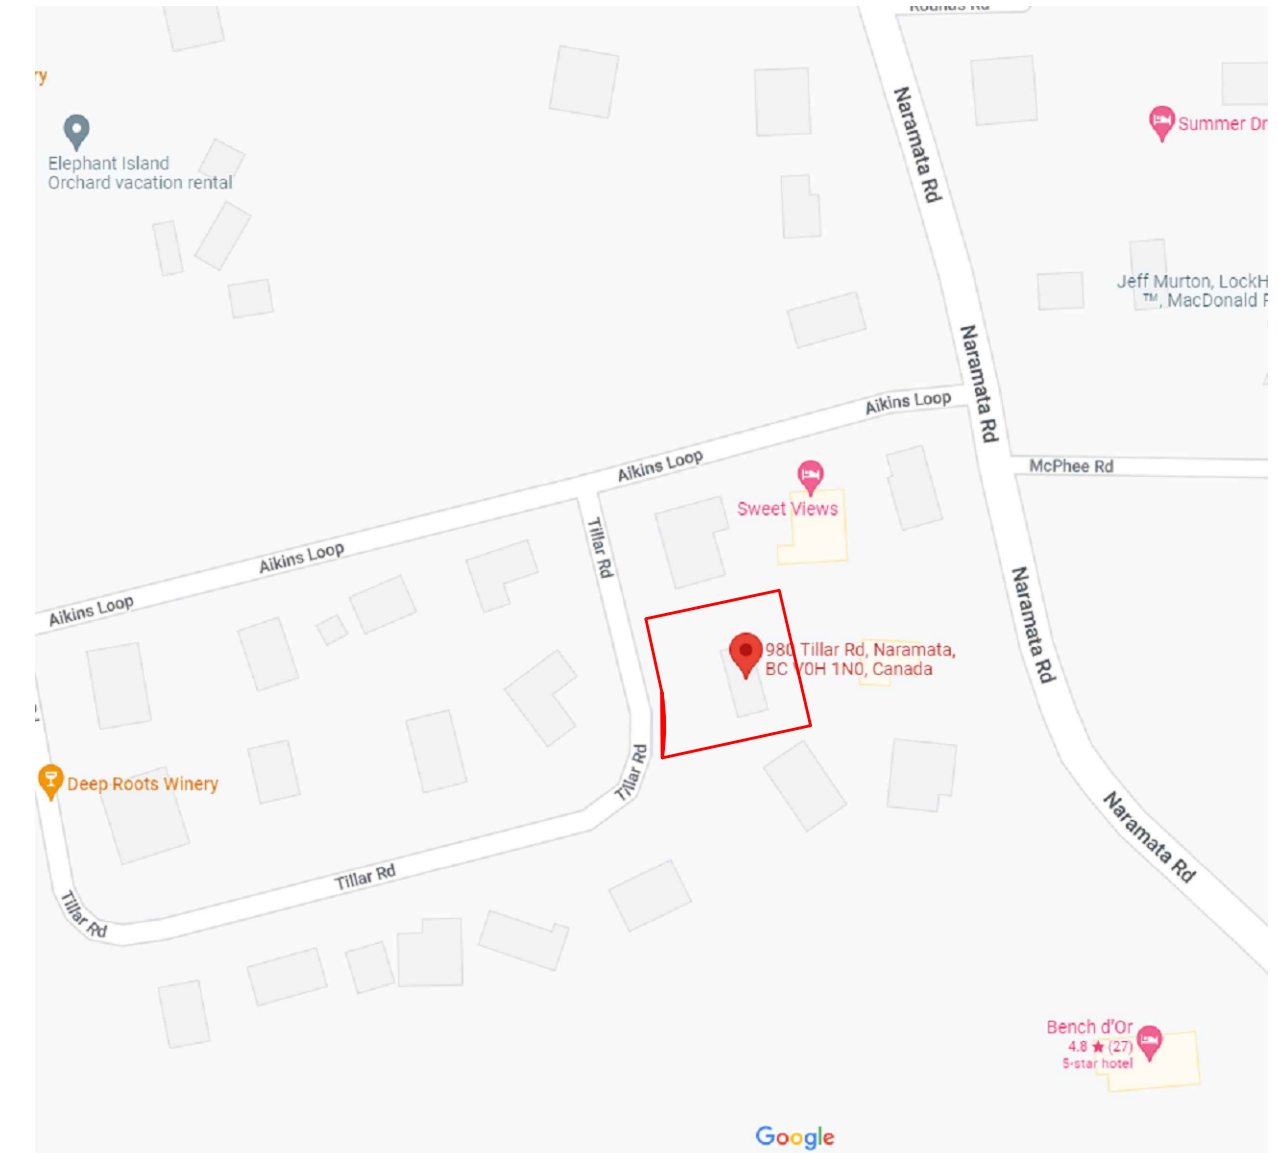 Rounds Rd
ry
Naramata Rd
Summer Dr
Elephant Island
Orchard vacation rental
Jeff Murton, LockH
™, MacDonald F
Naramata Rd
Aikins Loop
Aikins Loop
McPhee Rd
Sweet Views
Tillar Rd
Aikins Loop
Aikins Loop
Naramata Rd
980 Tillar Rd, Naramata,
BC V0H 1N0, Canada
Tillar Rd
Deep Roots Winery
Naramata Rd
Tillar Rd
Tillar Rd
Bench d'Or
4.8 ★ (27)
5-star hotel
Google